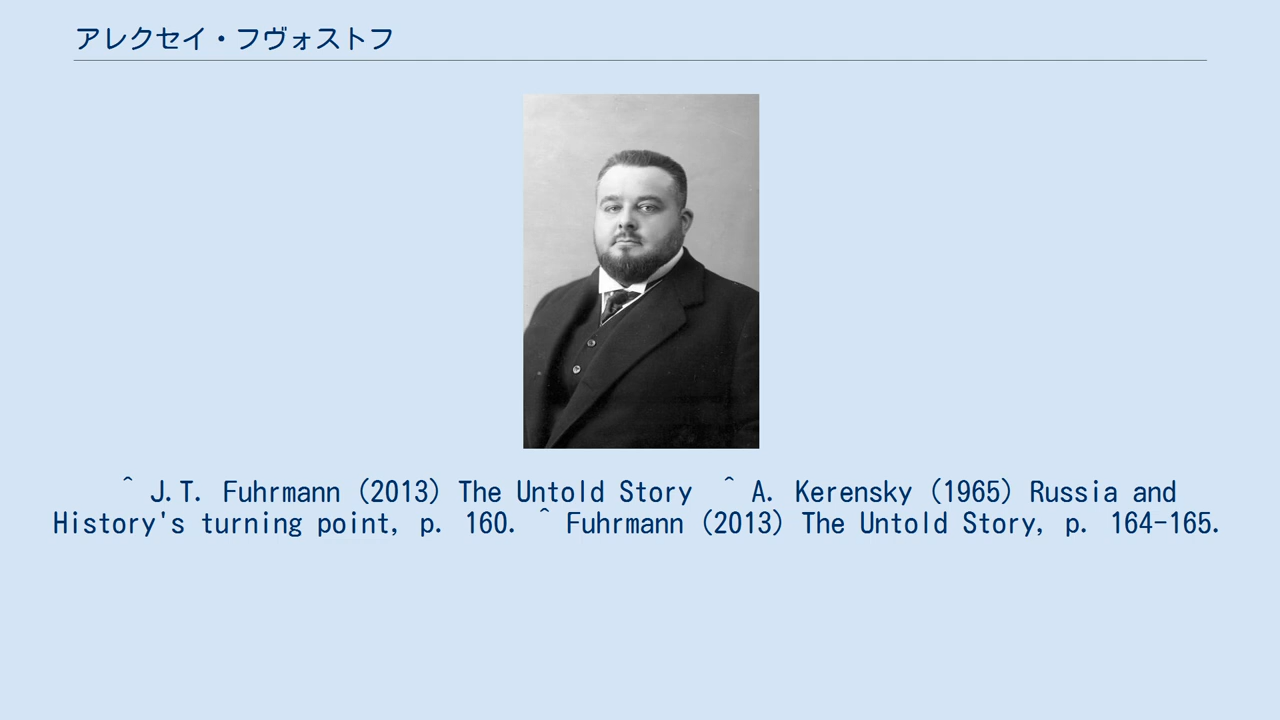 アレクセイ・フヴォストフ
^ J.T. Fuhrmann (2013) The Untold Story ^ A. Kerensky (1965) Russia and
History's turning point, p. 160. ^ Fuhrmann (2013) The Untold Story, p. 164-165.